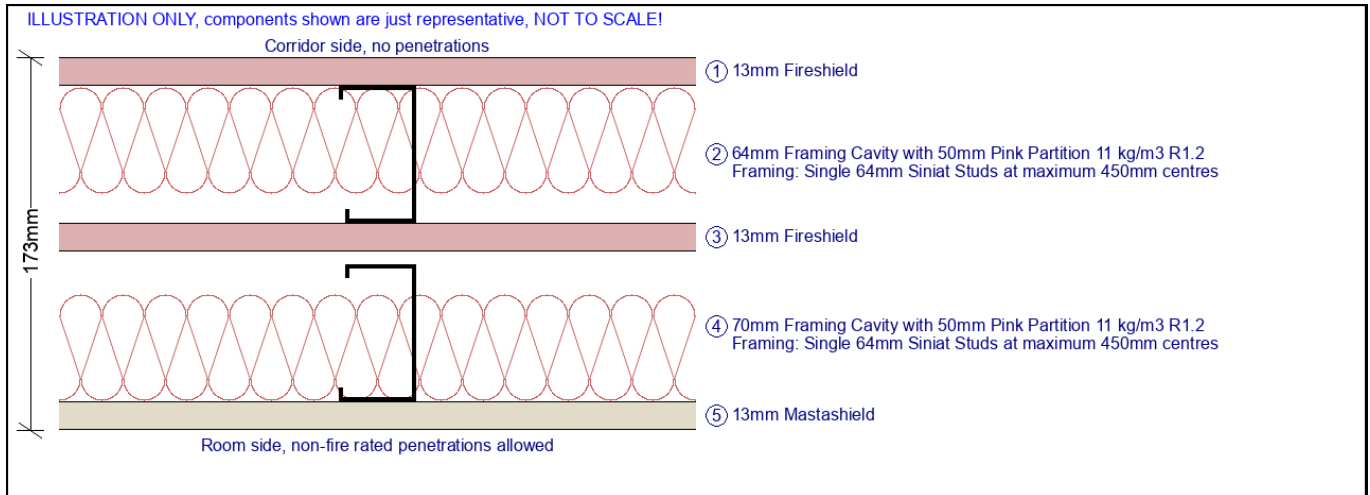 ILLUSTRATION ONLY, components shown are just representative, NOT TO SCALE!
Corridor side, no penetrations
173mm
1 13mm Fireshield
2 64mm Framing Cavity with 50mm Pink Partition 11 kg/m3 R1.2
Framing: Single 64mm Siniat Studs at maximum 450mm centres
3 13mm Fireshield
4 70mm Framing Cavity with 50mm Pink Partition 11 kg/m3 R1.2
Framing: Single 64mm Siniat Studs at maximum 450mm centres
5 13mm Mastashield
Room side, non-fire rated penetrations allowed